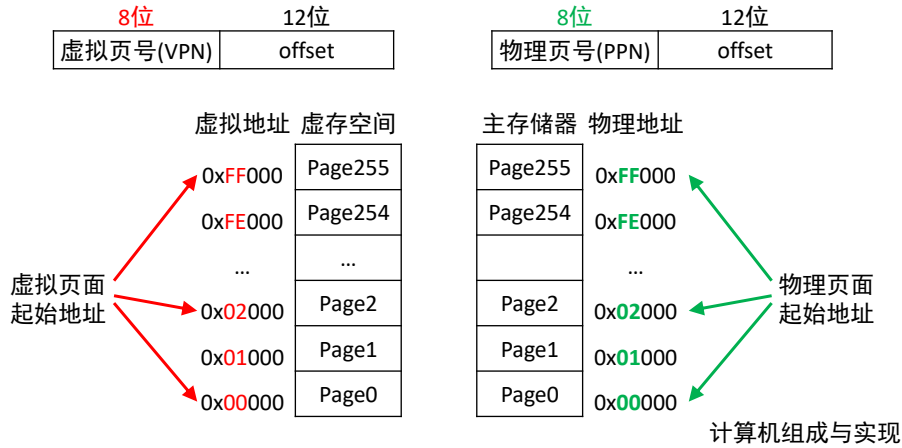 8位 12位 8位 12位
虚拟页号(VPN) offset 物理页号(PPN) offset
虚拟地址 虚存空间 主存储器 物理地址
0xFF000 Page255 Page255 0xFF000
0xFE000 Page254 Page254 0xFE000
... ... ...
虚拟页面 物理页面
起始地址 起始地址
0x02000 Page2 Page2 0x02000
0x01000 Page1 Page1 0x01000
0x00000 Page0 Page0 0x00000
计算机组成与实现